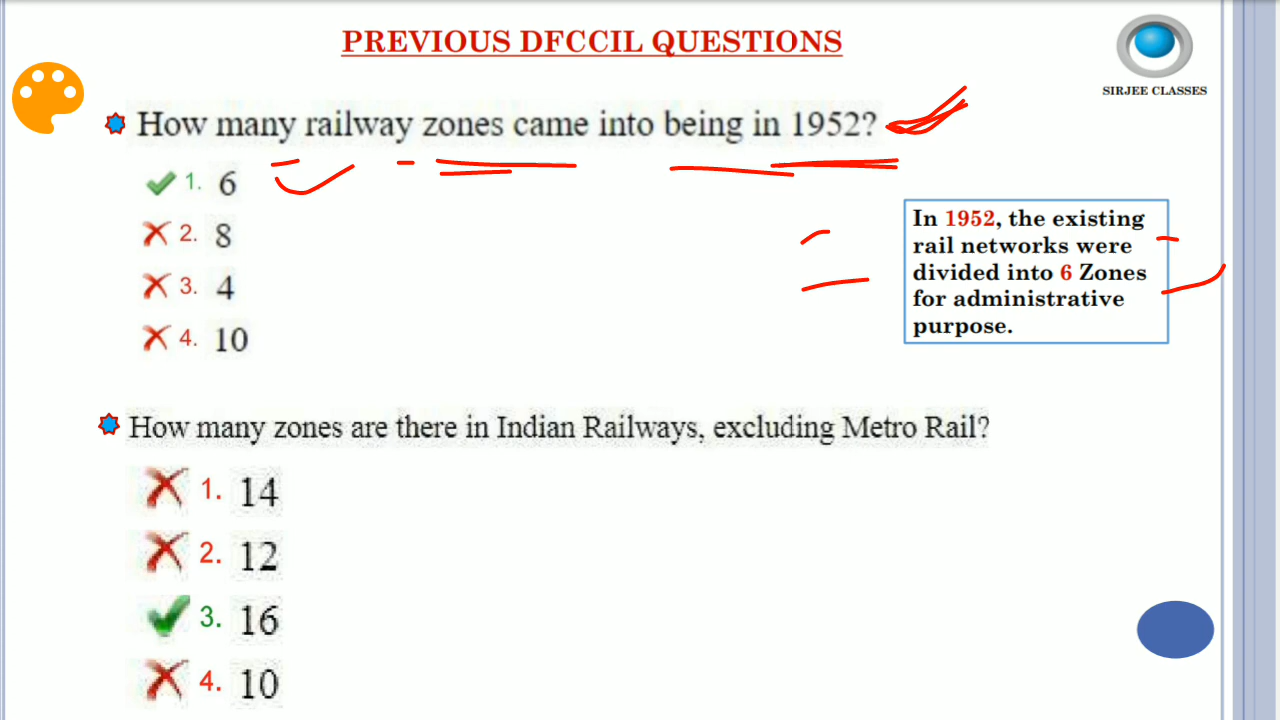 PREVIOUS DFCCIL QUESTIONS
SIRJEE CLASSES
How many railway zones came into being in 1952?
1. 6
2. 8
3. 4
4. 10
In 1952, the existing
rail networks were
divided into 6 Zones
for administrative
purpose.
How many zones are there in Indian Railways, excluding Metro Rail?
1. 14
2. 12
3. 16
4. 10